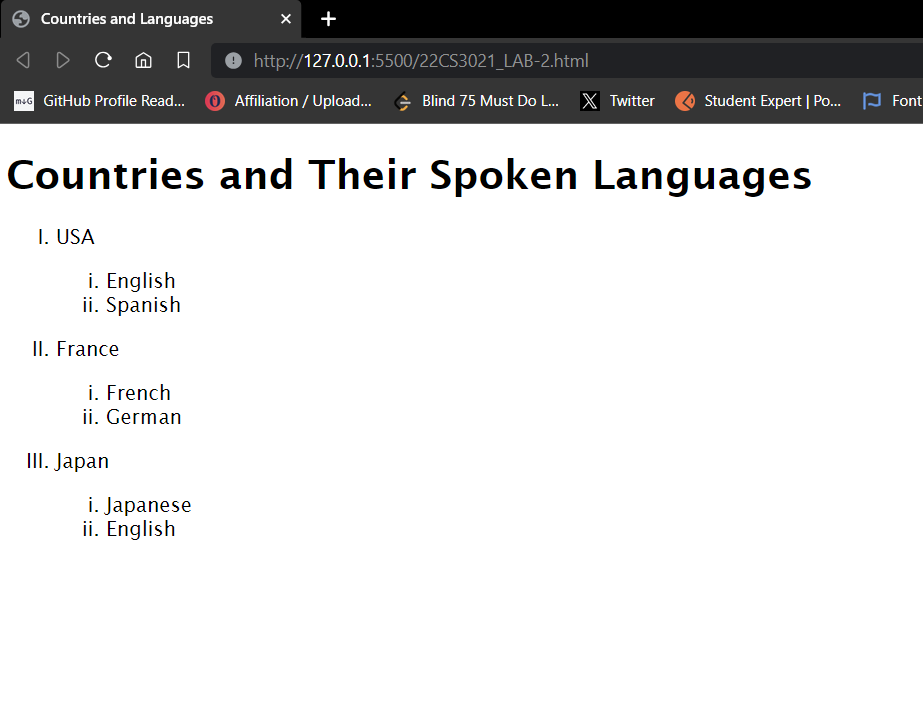 Countries and Languages
http://127.0.0.1:5500/22CS3021_LAB-2.html
M↓G GitHub Profile Read... Affiliation / Upload... Blind 75 Must Do L... Twitter Student Expert | Po... Font
Countries and Their Spoken Languages
I. USA
i. English
ii. Spanish
II. France
i. French
ii. German
III. Japan
i. Japanese
ii. English